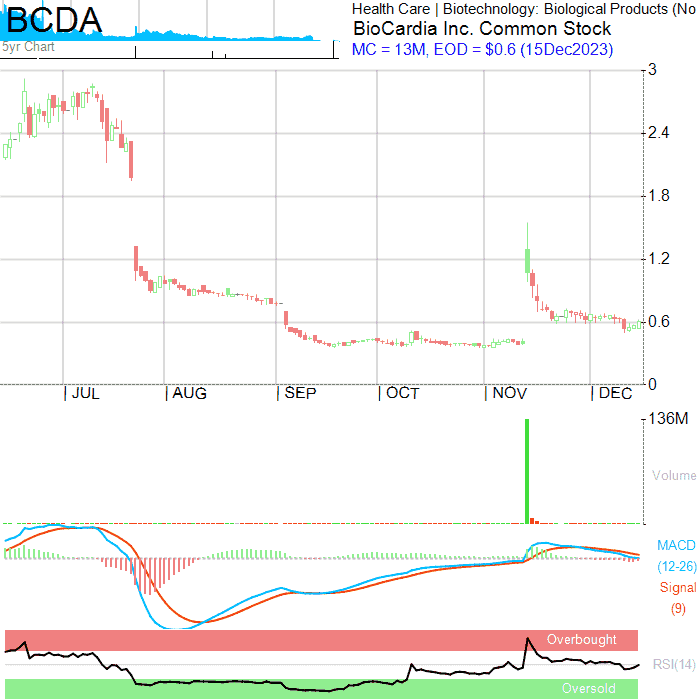 BCDA
5yr Chart
Health Care | Biotechnology: Biological Products (No
BioCardia Inc. Common Stock
MC = 13M, EOD = $0.6 (15Dec2023)
3
2.4
1.8
1.2
0.6
0
| JUL | AUG | SEP | OCT | NOV | DEC
136M
Volume
MACD
(12-26)
Signal
(9)
Overbought
RSI(14)
Oversold